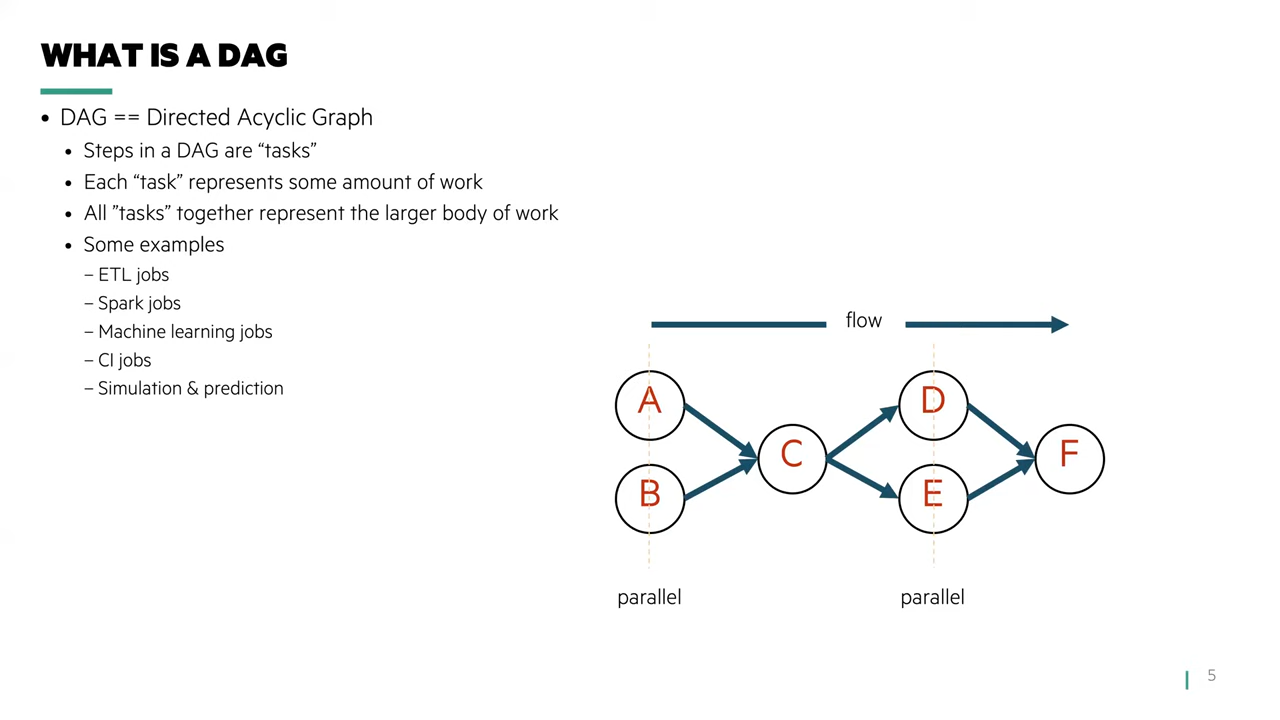 WHAT IS A DAG
• DAG == Directed Acyclic Graph
• Steps in a DAG are “tasks”
• Each “task” represents some amount of work
• All ”tasks” together represent the larger body of work
• Some examples
– ETL jobs
– Spark jobs
– Machine learning jobs
– CI jobs
– Simulation & prediction
flow
A
B
C
D
E
F
parallel
parallel
5